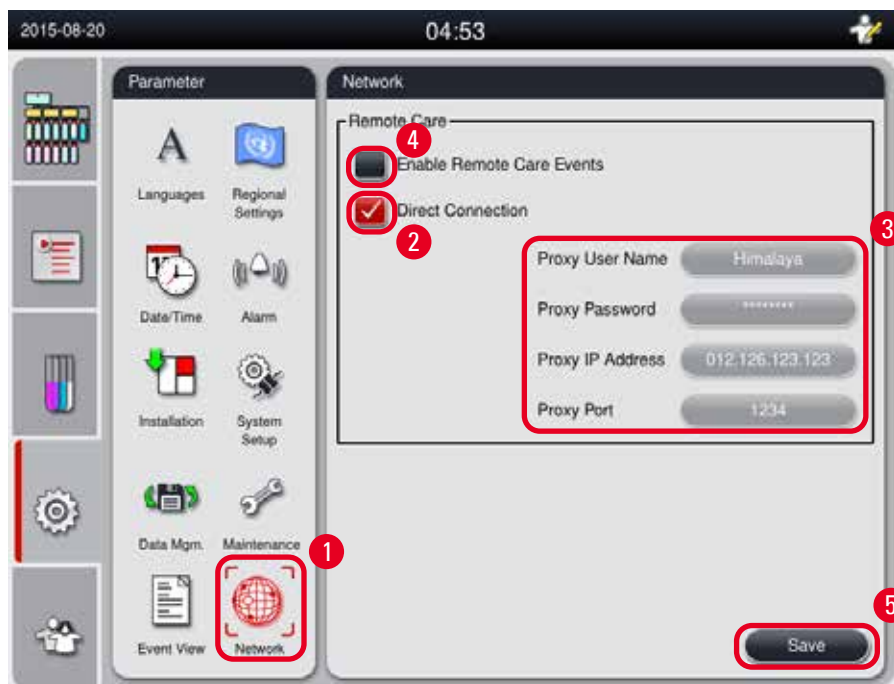 2015-08-20
04:53
Parameter
Languages
Regional
Settings
Date/Time
Alarm
Installation
System
Setup
Data Mgm.
Maintenance
1
Event View
Network
Network
Remote Care
4
Enable Remote Care Events
Direct Connection
2
3
Proxy User Name Himalaya
Proxy Password ********
Proxy IP Address 012.126.123.123
Proxy Port 1234
5
Save